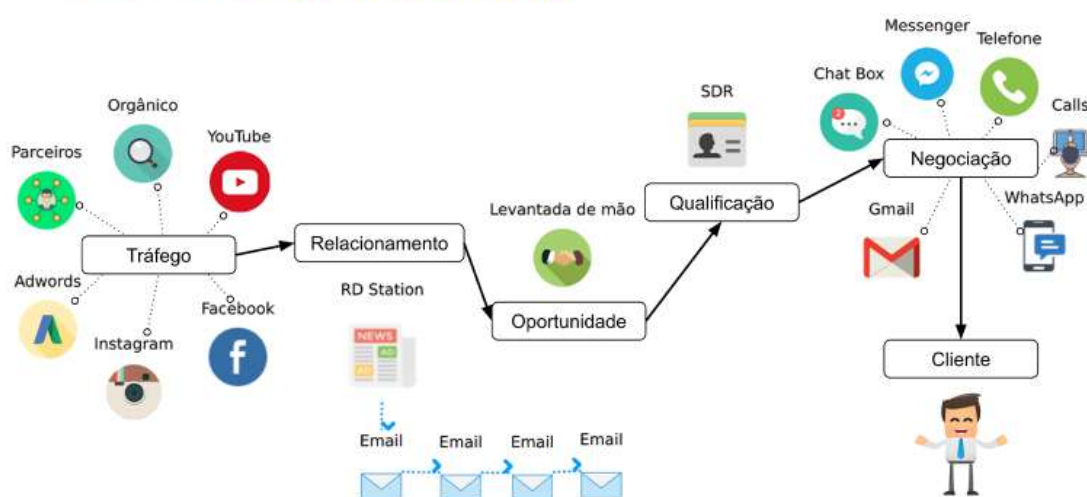 Messenger
Telefone
Chat Box
2
Calls
SDR
Negociação
Orgânico
YouTube
Parceiros
Qualificação
Gmail
WhatsApp
Levantada de mão
Tráfego
Relacionamento
Adwords
Facebook
RD Station
Oportunidade
Instagram
NEWS
AD
AD
Cliente
Email
Email
Email
Email